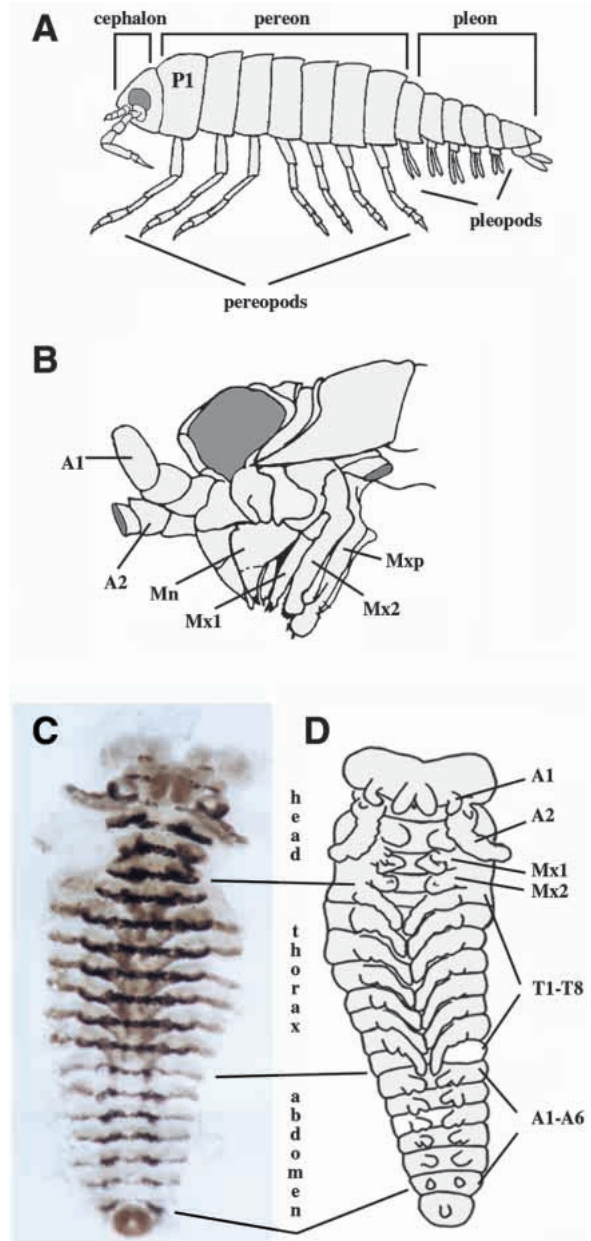 A
cephalon pereon pleon
P1
pleopods
pereopods
B
A1
A2
Mn
Mx1
Mx2
Mxp
C
head
thorax
abdomen
D
A1
A2
Mx1
Mx2
T1-T8
A1-A6